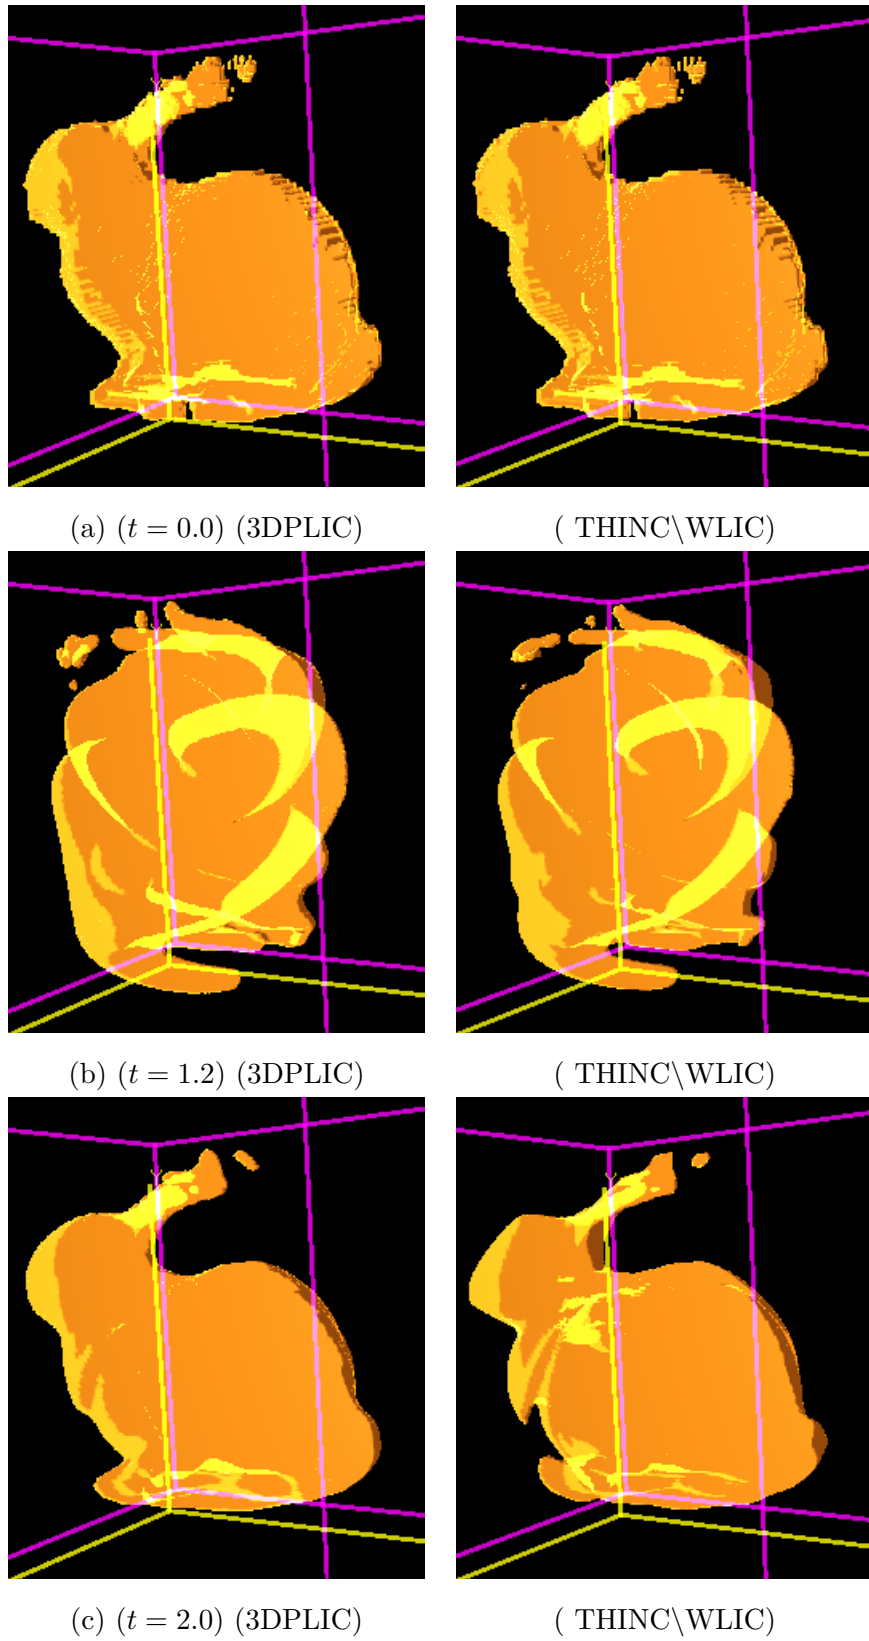 (a) (t = 0.0) (3DPLIC)
( THINC\WLIC)
(b) (t = 1.2) (3DPLIC)
( THINC\WLIC)
(c) (t = 2.0) (3DPLIC)
( THINC\WLIC)